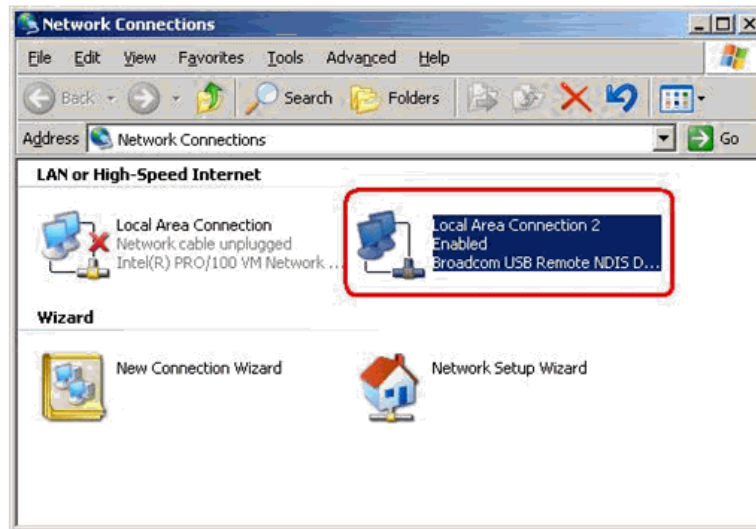 Network Connections
File Edit View Favorites Tools Advanced Help
Back Search Folders
Address Network Connections Go
LAN or High-Speed Internet
Local Area Connection
Network cable unplugged
Intel(R) PRO/100 VM Network ...
Local Area Connection 2
Enabled
Broadcom USB Remote NDIS D...
Wizard
New Connection Wizard
Network Setup Wizard